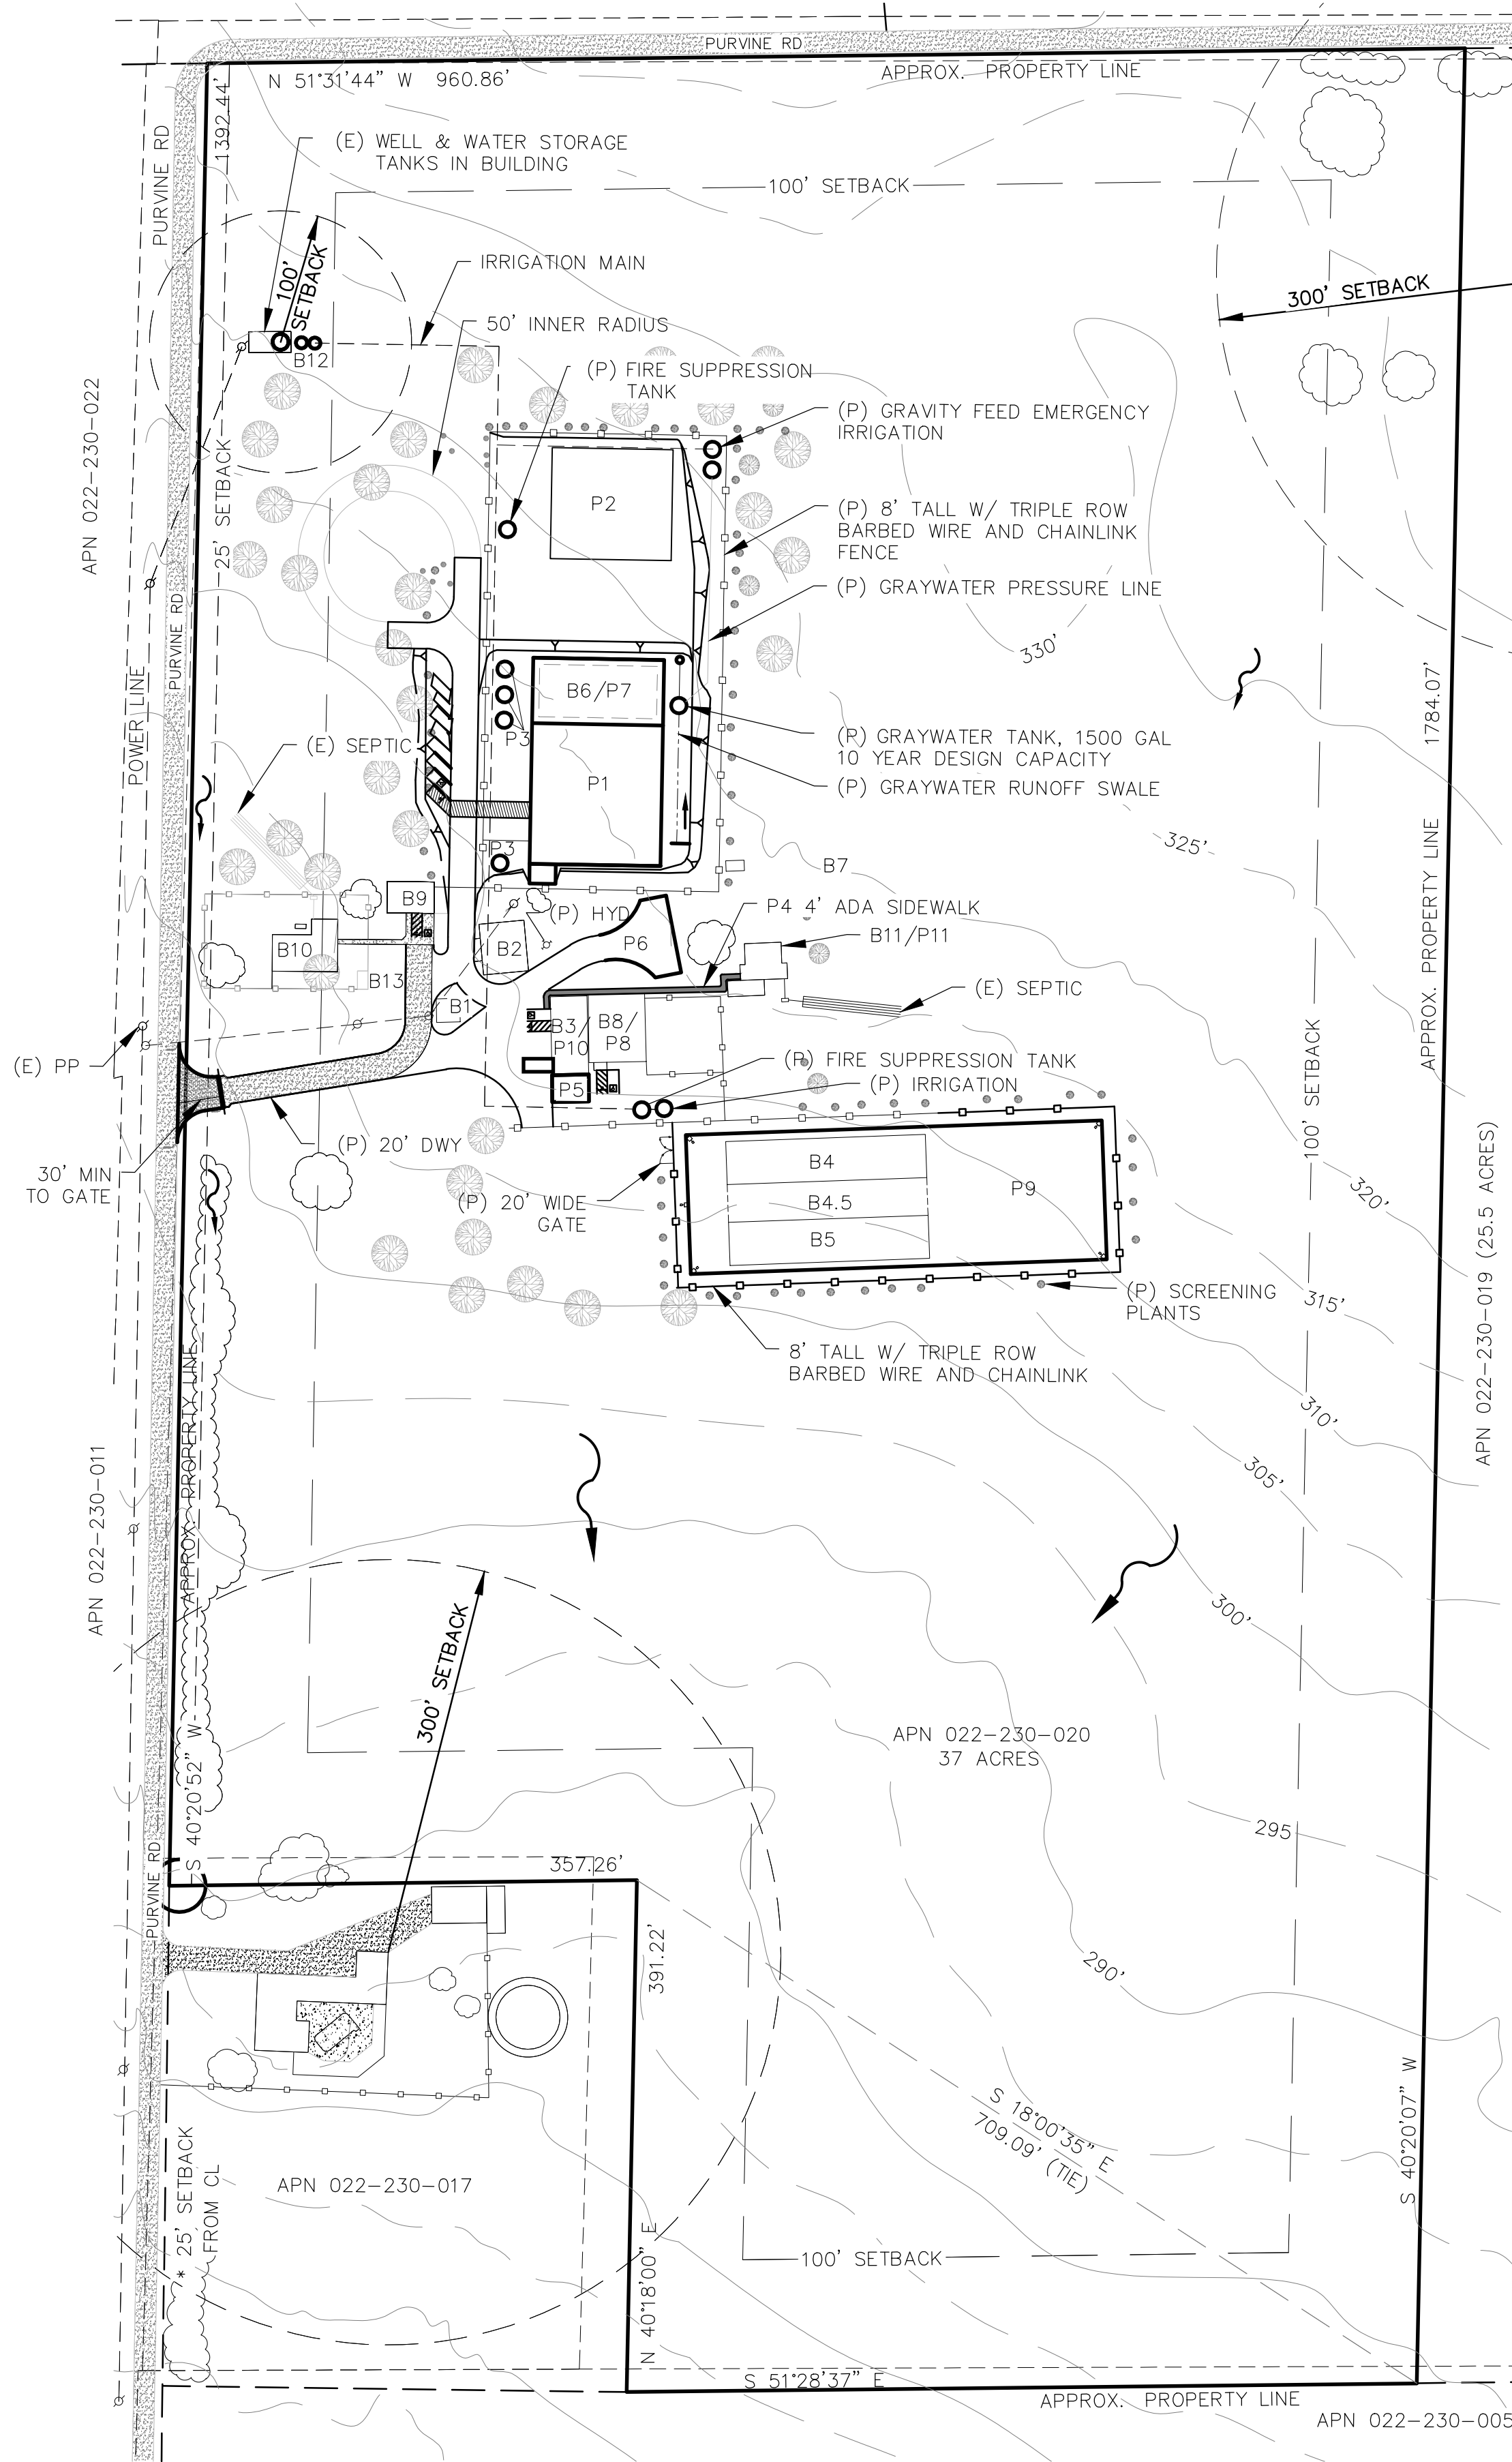 PURVINE RD
N 51°31'44" W 960.86'
APPROX. PROPERTY LINE
1392.44'
PURVINE RD
(E) WELL & WATER STORAGE
TANKS IN BUILDING
100' SETBACK
100'
SETBACK
IRRIGATION MAIN
300' SETBACK
50' INNER RADIUS
B12
(P) FIRE SUPPRESSION
TANK
APN 022-230-022
(P) GRAVITY FEED EMERGENCY
IRRIGATION
25' SETBACK
P2
(P) 8' TALL W/ TRIPLE ROW
BARBED WIRE AND CHAINLINK
FENCE
(P) GRAYWATER PRESSURE LINE
PURVINE RD
330'
POWER LINE
B6/P7
1784.07'
P3
(P) GRAYWATER TANK, 1500 GAL
10 YEAR DESIGN CAPACITY
(E) SEPTIC
P1
(P) GRAYWATER RUNOFF SWALE
325'
P3
B7
APPROX. PROPERTY LINE
B9
(P) HYD
P4 4' ADA SIDEWALK
B10
B2
P6
B11/P11
B13
(E) SEPTIC
B1
B3/
P10
B8/
P8
(E) PP
(P) FIRE SUPPRESSION TANK
(P) IRRIGATION
P5
100' SETBACK
(P) 20' DWY
30' MIN
TO GATE
B4
P9
320'
(P) 20' WIDE
GATE
B4.5
B5
APN 022-230-019 (25.5 ACRES)
(P) SCREENING
PLANTS
315'
8' TALL W/ TRIPLE ROW
BARBED WIRE AND CHAINLINK
310'
APPROX. PROPERTY LINE
305'
APN 022-230-011
300'
300' SETBACK
APN 022-230-020
37 ACRES
S 40°20'52" W
295
PURVINE RD
357.26'
391.22'
290'
S 18°00'35" E
709.09' (TIE)
S 40°20'07" W
APN 022-230-017
* 25' SETBACK
FROM CL
100' SETBACK
N 40°18'00" E
S 51°28'37" E
APPROX. PROPERTY LINE
APN 022-230-005